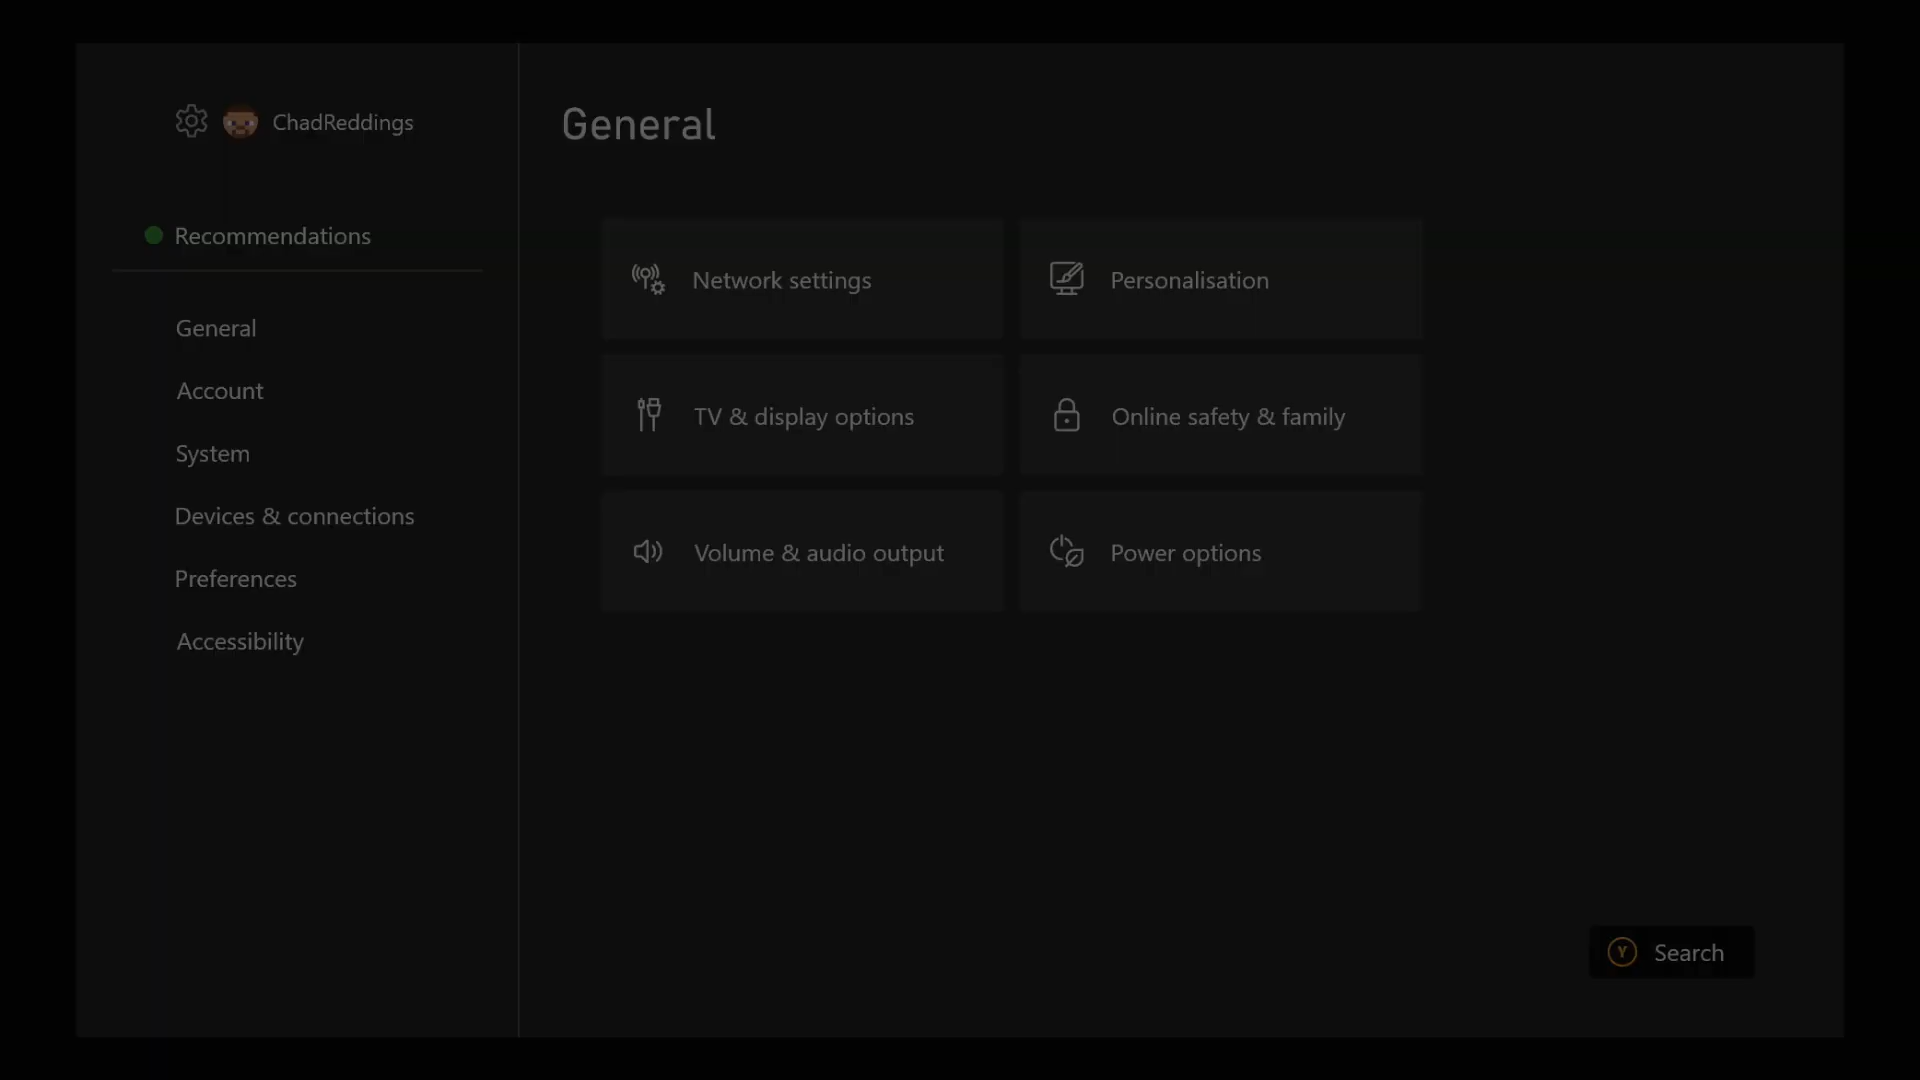 ChadReddings
Recommendations
General
Account
System
Devices & connections
Preferences
Accessibility
General
Network settings
Personalisation
TV & display options
Online safety & family
Volume & audio output
Power options
Y Search